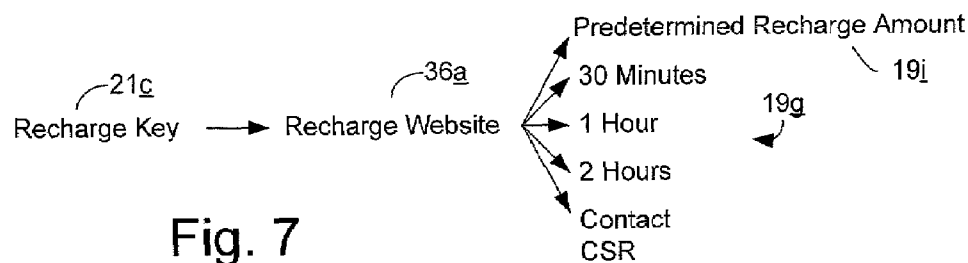 Predetermined Recharge Amount
21c
36a
30 Minutes
19i
19g
Recharge Key
Recharge Website
1 Hour
2 Hours
Contact
CSR
Fig. 7